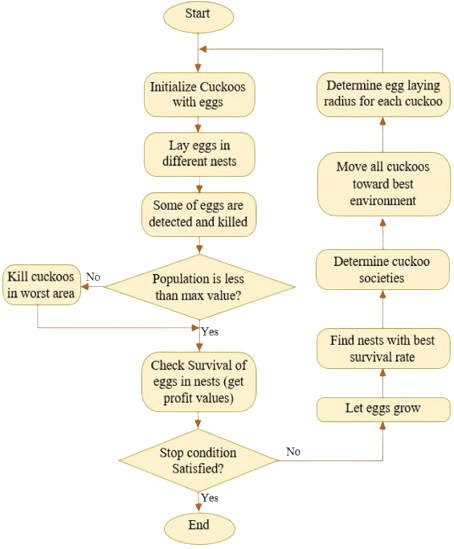 Start
Initialize Cuckoos
with eggs
Lay eggs in
different nests
Some of eggs are
detected and killed
Population is less
than max value?
No
Kill cuckoos
in worst area
Yes
Check Survival of
eggs in nests (get
profit values)
Stop condition
Satisfied?
No
Yes
End
Let eggs grow
Find nests with best
survival rate
Determine cuckoo
societies
Move all cuckoos
toward best
environment
Determine egg laying
radius for each cuckoo